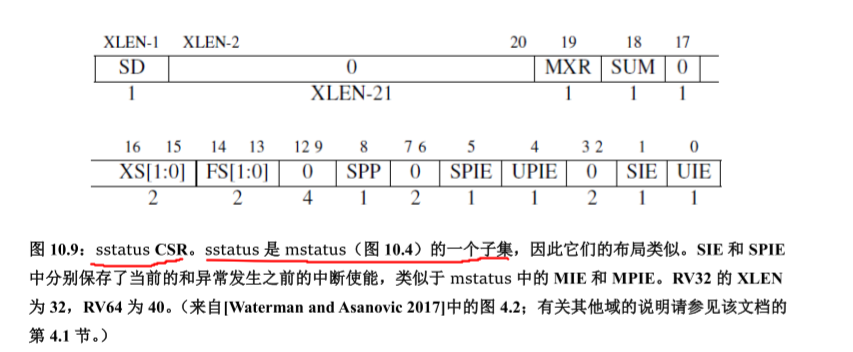 XLEN-1 XLEN-2 20 19 18 17
SD 0 MXR SUM 0
1 XLEN-21 1 1 1
16 15 14 13 12 9 8 7 6 5 4 3 2 1 0
XS[1:0] FS[1:0] 0 SPP 0 SPIE UPIE 0 SIE UIE
2 2 4 1 2 1 1 2 1 1
图 10.9：sstatus CSR。sstatus 是 mstatus（图 10.4）的一个子集，因此它们的布局类似。SIE 和 SPIE
中分别保存了当前的和异常发生之前的中断使能，类似于 mstatus 中的 MIE 和 MPIE。RV32 的 XLEN
为 32，RV64 为 40。（来自[Waterman and Asanovic 2017]中的图 4.2；有关其他域的说明请参见该文档的
第 4.1 节。）